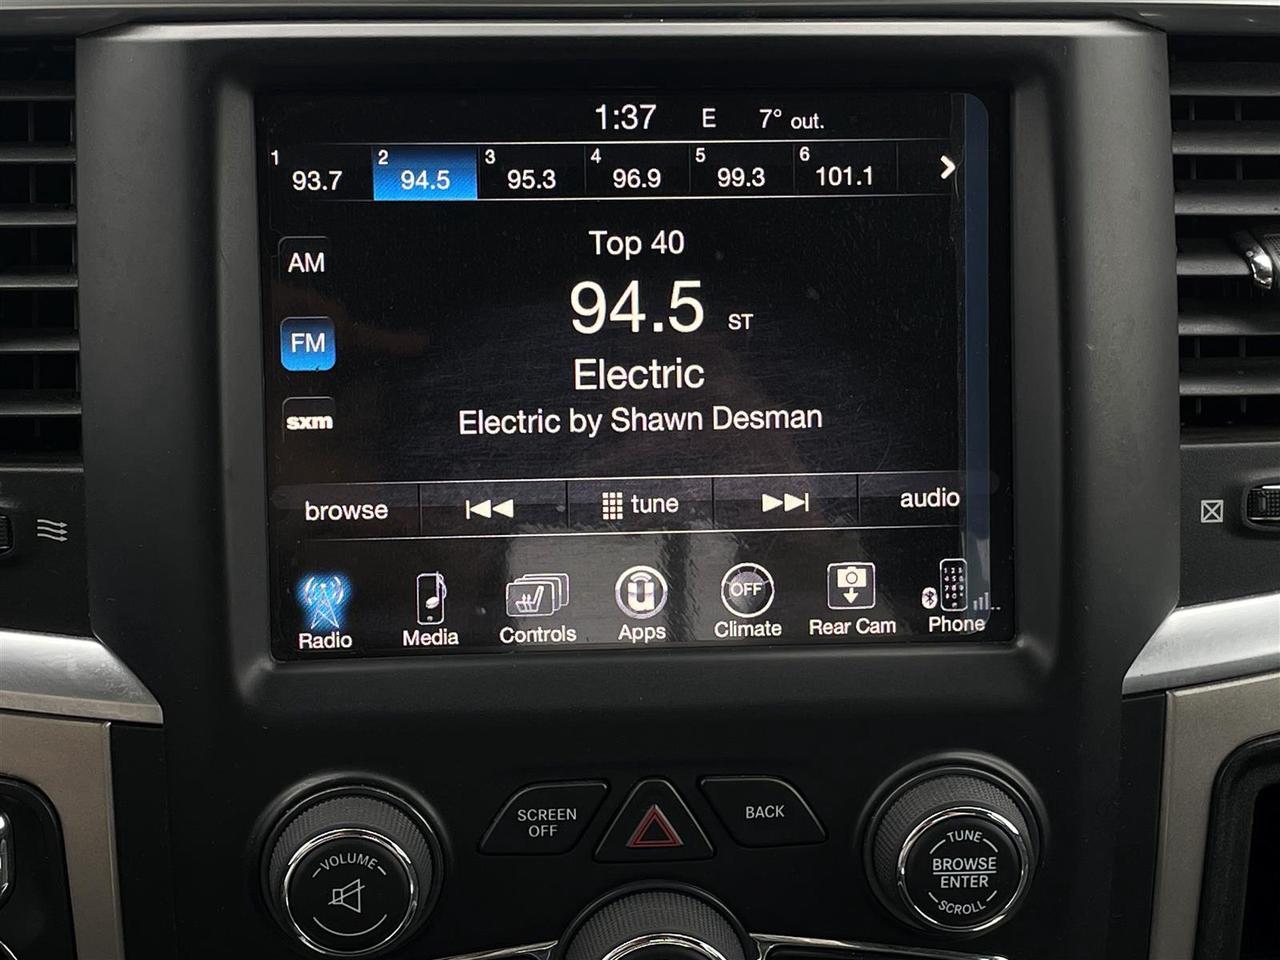 1:37 E 7° out.
1 93.7 2 94.5 3 95.3 4 96.9 5 99.3 6 101.1
Top 40
AM
94.5 ST
FM
Electric
sxm
Electric by Shawn Desman
browse tune audio
OFF
Radio Media Controls Apps Climate Rear Cam Phone
SCREEN
OFF
BACK
VOLUME
TUNE
BROWSE
ENTER
SCROLL